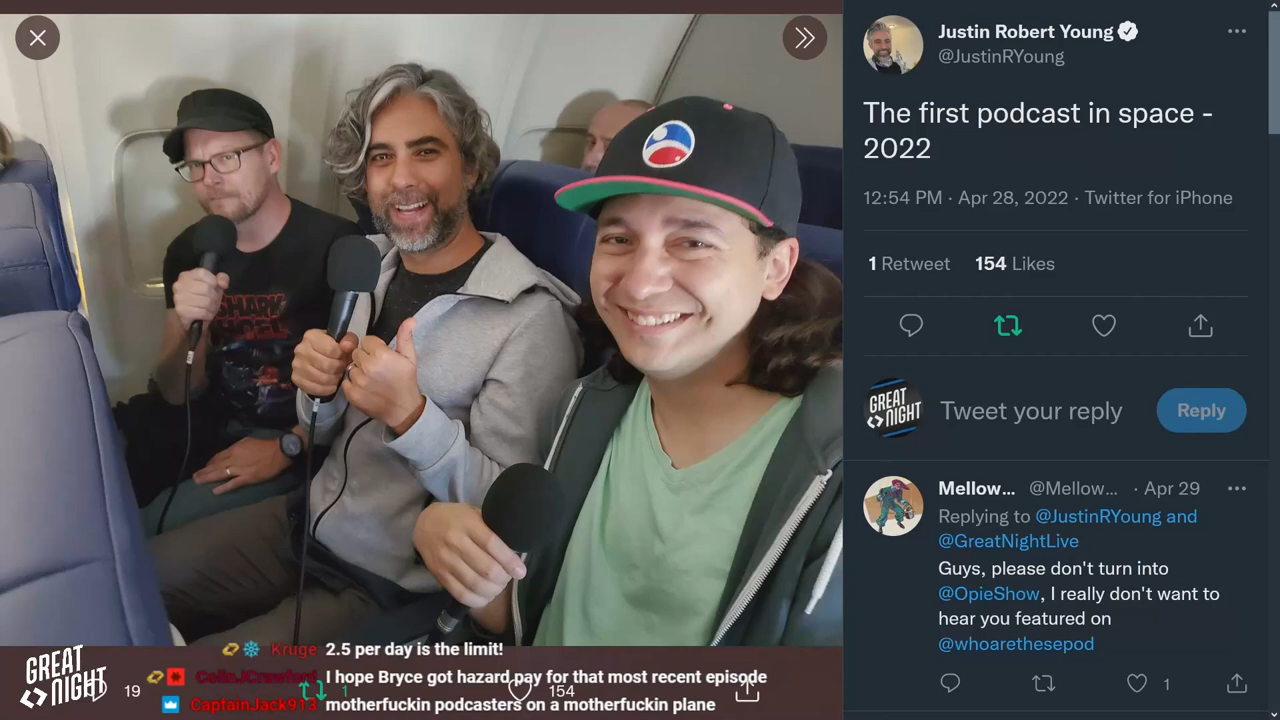 Justin Robert Young
@JustinRYoung
The first podcast in space -
2022
12:54 PM · Apr 28, 2022 · Twitter for iPhone
1 Retweet 154 Likes
GREAT
NIGHT
Tweet your reply
Reply
Mellow... @Mellow... · Apr 29
Replying to @JustinRYoung and
@GreatNightLive
Guys, please don't turn into
@OpieShow, I really don't want to
hear you featured on
@whoarethesepod
1
SHARK
GREAT
NIGHT
19
1
154
Kruge 2.5 per day is the limit!
ColinJCrawford I hope Bryce got hazard pay for that most recent episode
CaptainJack913 motherfuckin podcasters on a motherfuckin plane